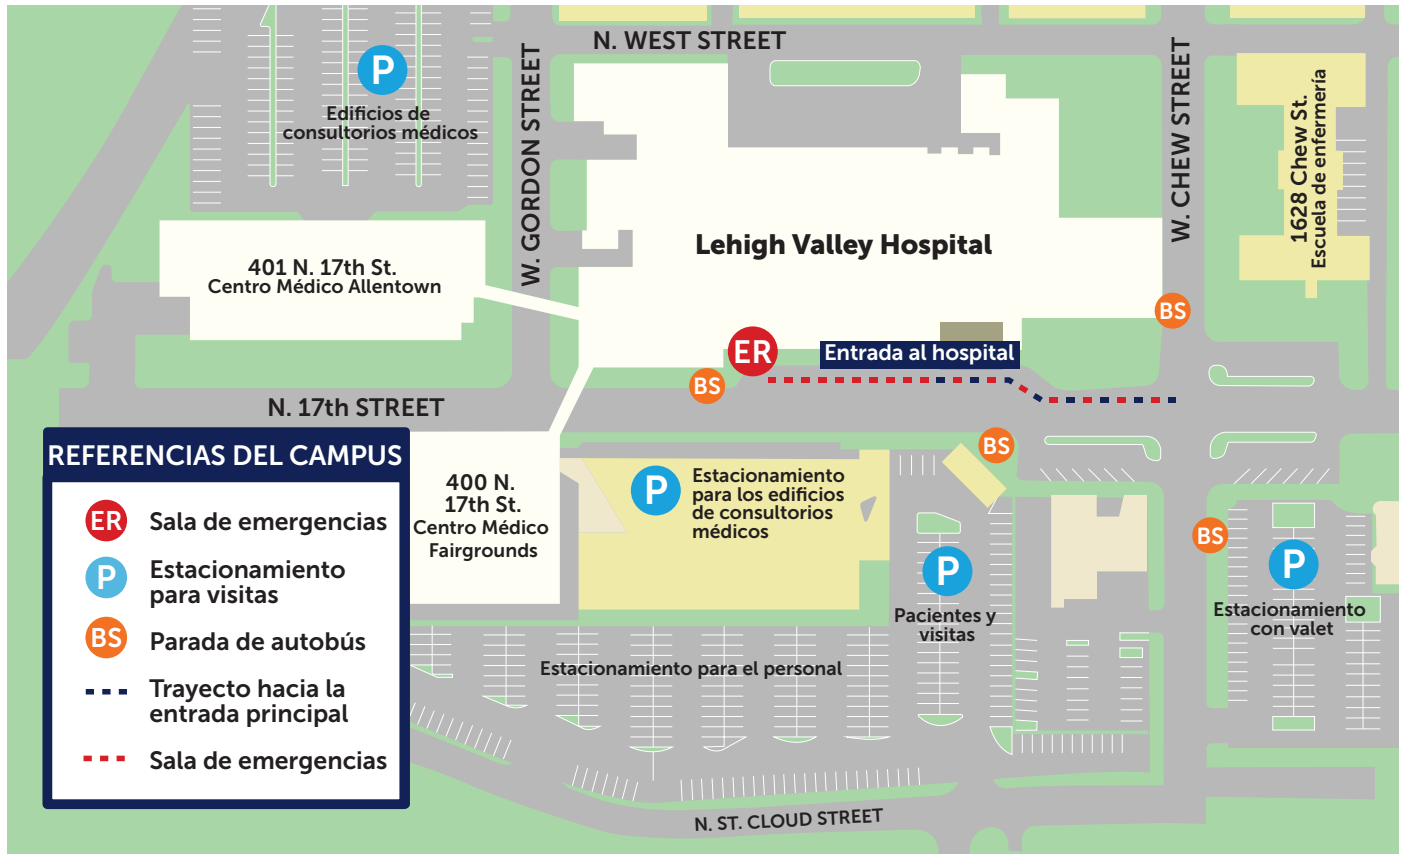 N. WEST STREET
P
Edificios de
consultorios médicos
W. GORDON STREET
W. CHEW STREET
1628 Chew St.
Escuela de enfermería
Lehigh Valley Hospital
401 N. 17th St.
Centro Médico Allentown
BS
ER
Entrada al hospital
BS
N. 17th STREET
BS
REFERENCIAS DEL CAMPUS
ER
Sala de emergencias
P
Estacionamiento
para visitas
BS
Parada de autobús
Trayecto hacia la
entrada principal
Sala de emergencias
400 N.
17th St.
Centro Médico
Fairgrounds
P
Estacionamiento
para los edificios
de consultorios
médicos
P
Pacientes y
visitas
BS
P
Estacionamiento
con valet
Estacionamiento para el personal
N. ST. CLOUD STREET